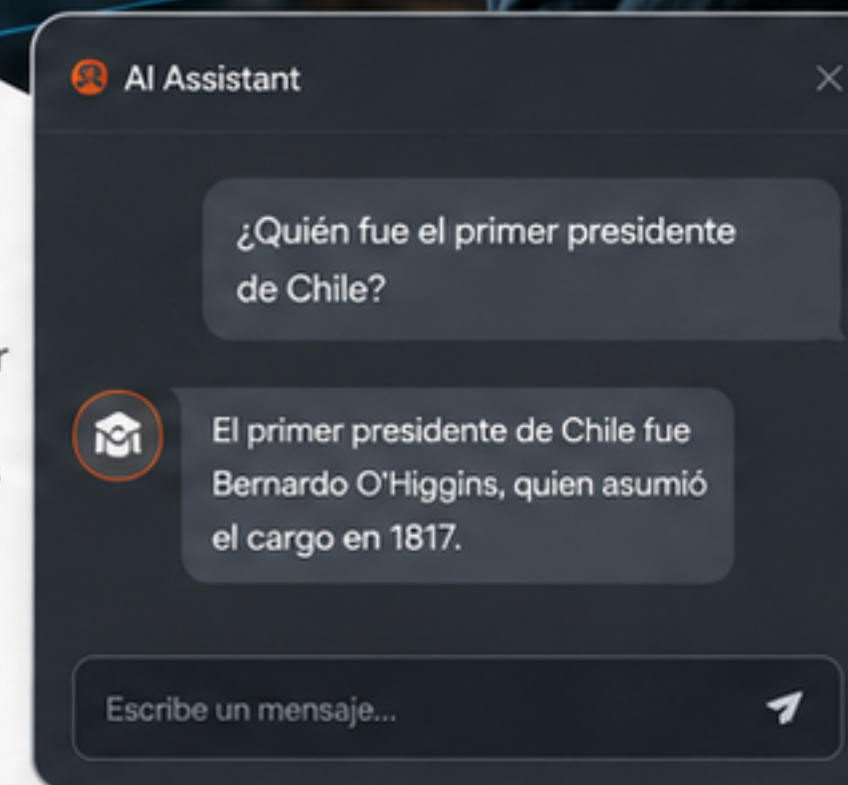 AI Assistant
¿Quién fue el primer presidente
de Chile?
El primer presidente de Chile fue
Bernardo O'Higgins, quien asumió
el cargo en 1817.
Escribe un mensaje...